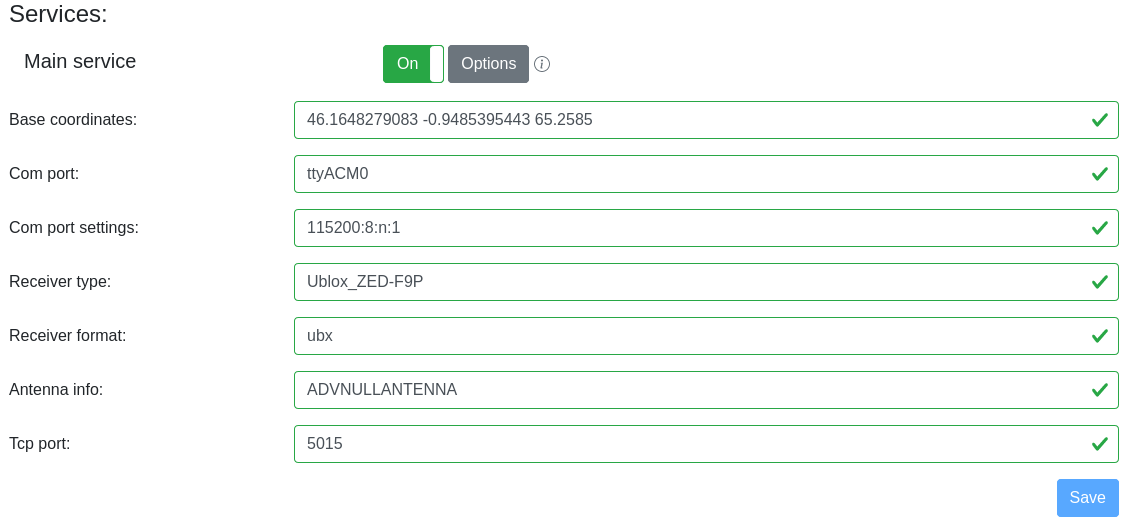 Services:
Main service On Options
Base coordinates: 46.1648279083 -0.9485395443 65.2585
Com port: ttyACM0
Com port settings: 115200:8:n:1
Receiver type: Ublox_ZED-F9P
Receiver format: ubx
Antenna info: ADVNULLANTENNA
Tcp port: 5015
Save